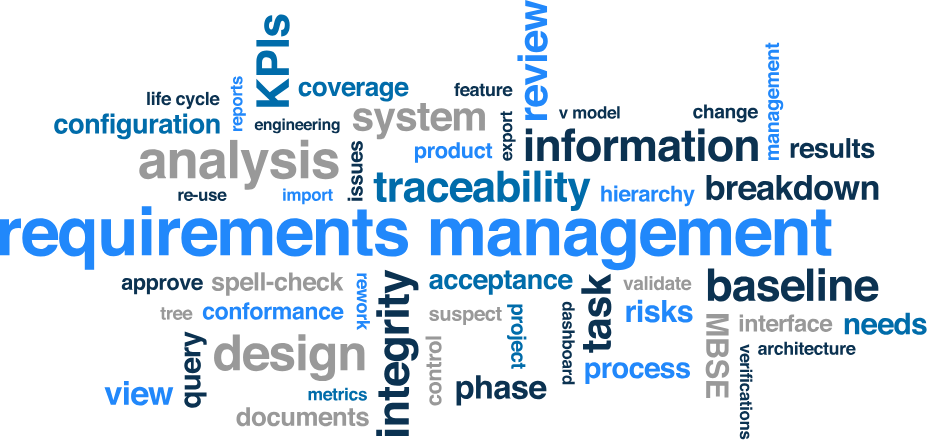 KPIs
review
reports
coverage
feature
management
life cycle
configuration
engineering
system
export
v model
change
analysis
issues
product
information
results
re-use
import
traceability
hierarchy
breakdown
requirements management
approve
spell-check
rework
integrity
acceptance
task
validate
baseline
tree
conformance
suspect
project
dashboard
risks
MBSE
interface
needs
query
design
control
process
verifications
architecture
view
metrics
phase
documents